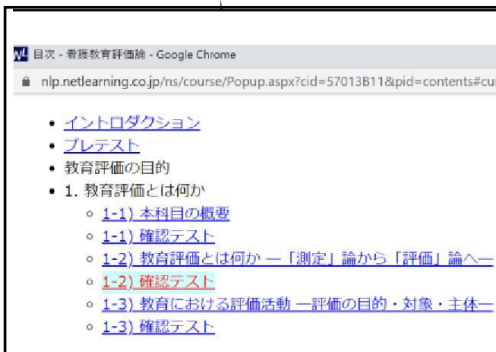 NL 目次 - 看護教育評価論 - Google Chrome
nlp.netlearning.co.jp/ns/course/Popup.aspx?cid=57013B11&pid=contents#cu
• イントロダクション
• プレテスト
• 教育評価の目的
• 1. 教育評価とは何か
◦ 1-1) 本科目の概要
◦ 1-1) 確認テスト
◦ 1-2) 教育評価とは何か ―「測定」論から「評価」論へ―
◦ 1-2) 確認テスト
◦ 1-3) 教育における評価活動 ―評価の目的・対象・主体―
◦ 1-3) 確認テスト